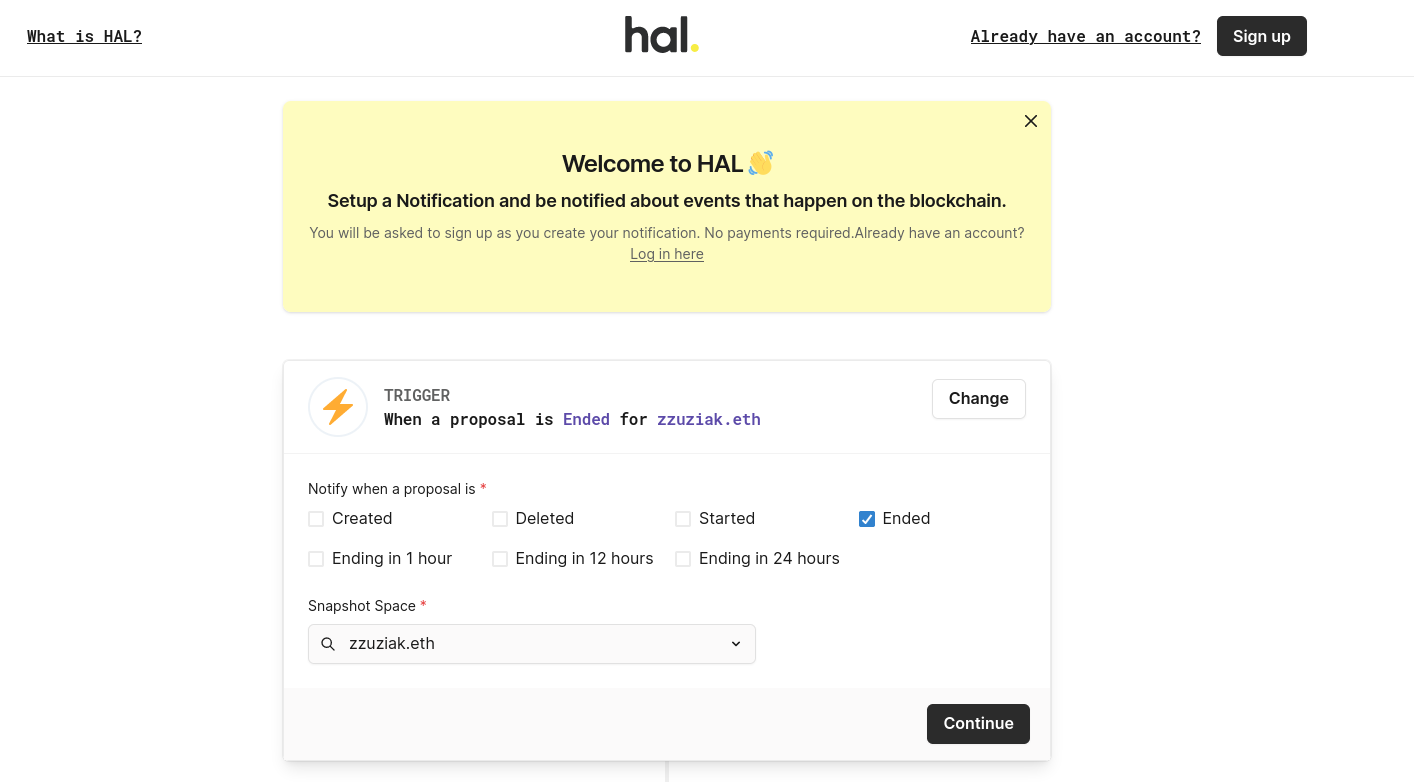 What is HAL?
hal.
Already have an account?
Sign up
Welcome to HAL 👋
Setup a Notification and be notified about events that happen on the blockchain.
You will be asked to sign up as you create your notification. No payments required.Already have an account?
Log in here
TRIGGER
When a proposal is Ended for zzuziak.eth
Change
Notify when a proposal is *
Created
Deleted
Started
Ended
Ending in 1 hour
Ending in 12 hours
Ending in 24 hours
Snapshot Space *
zzuziak.eth
Continue